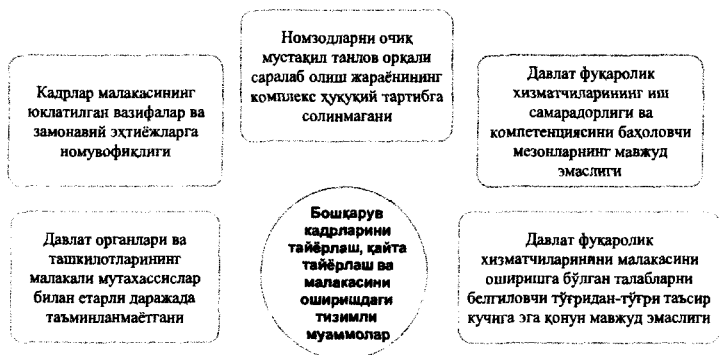 Номзодларни очиқ
мустақил танлов орқали
саралаб олиш жараёнининг
комплекс ҳуқуқий тартибга
солинмагани
Кадрлар малакасининг
юклатилган вазифалар ва
замонавий эҳтиёжларга
номувофиқлиги
Давлат фуқаролик
хизматчиларининг иш
самарадорлиги ва
компетенциясини баҳоловчи
мезонларнинг мавжуд
эмаслиги
Давлат органлари ва
ташкилотларининг
малакали мутахассислар
билан етарли даражада
таъминланмаётгани
Бошқарув
кадрларини
тайёрлаш, қайта
тайёрлаш ва
малакасини
оширишдаги
тизимли
муаммолар
Давлат фуқаролик
хизматчиларинини малакасини
оширишга бўлган талабларни
белгиловчи тўғридан-тўғри таъсир
кучига эга қонун мавжуд эмаслиги